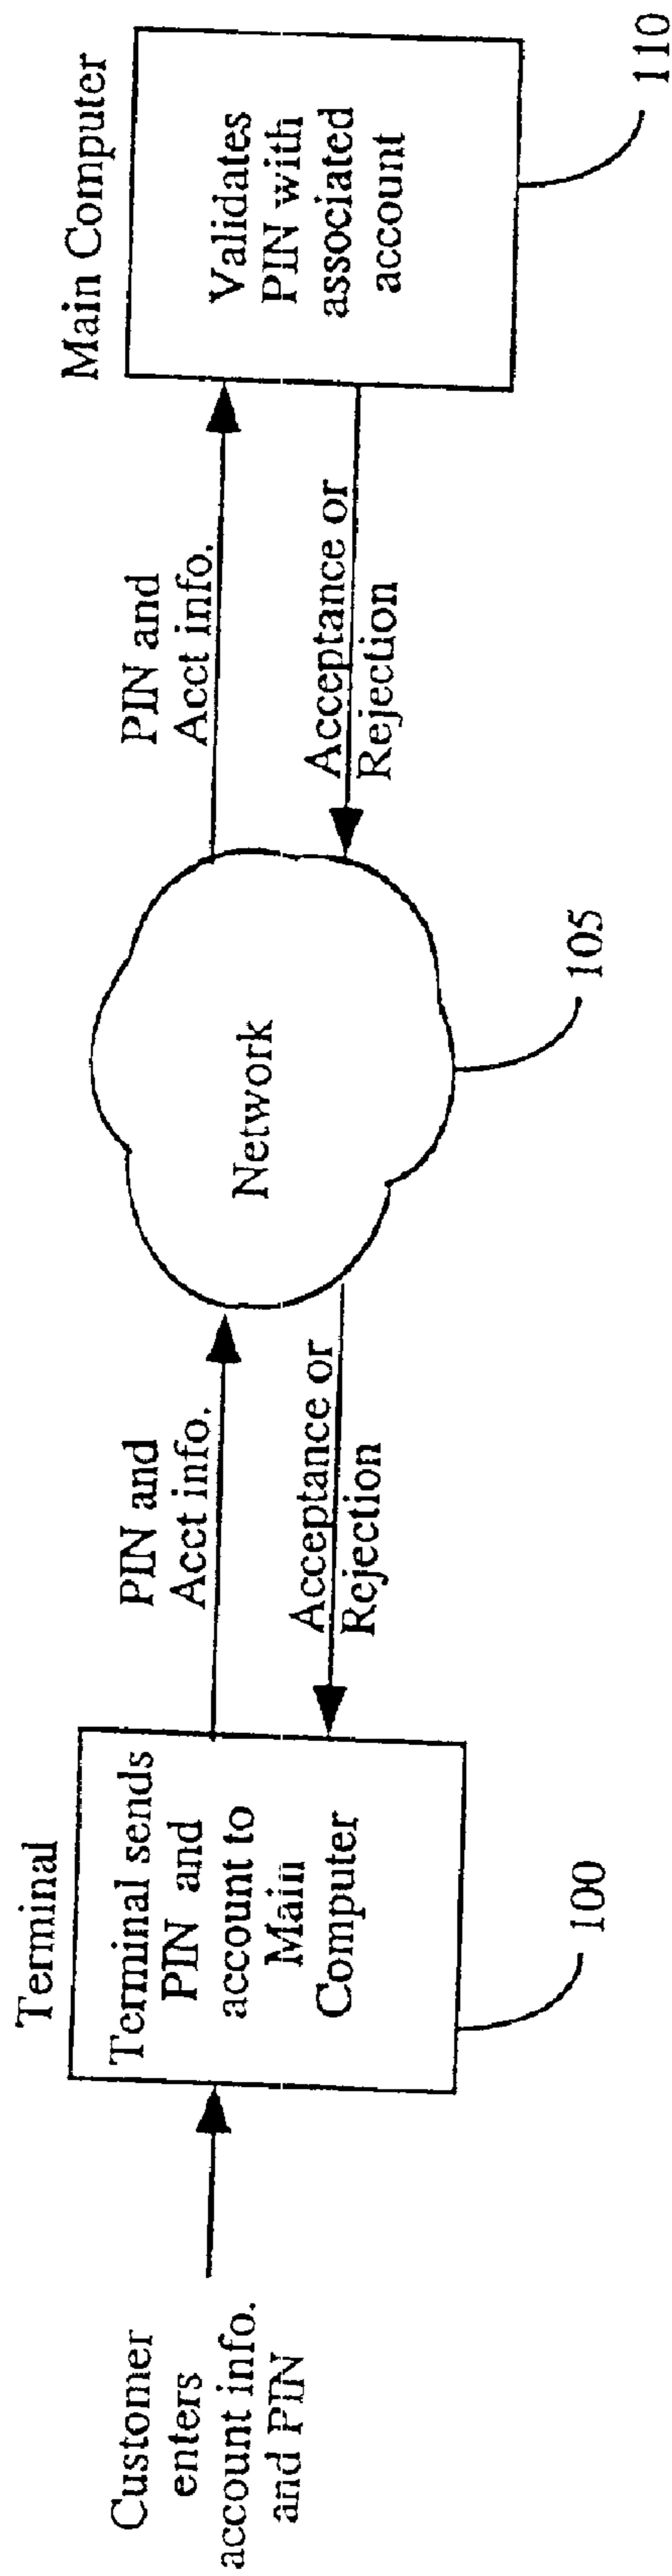 Customer
enters
account info.
and PIN
Terminal
Terminal sends
PIN and
account to
Main
Computer
100
PIN and
Acct info.
Acceptance or
Rejection
Network
105
PIN and
Acct info.
Acceptance or
Rejection
Main Computer
Validates
PIN with
associated
account
110